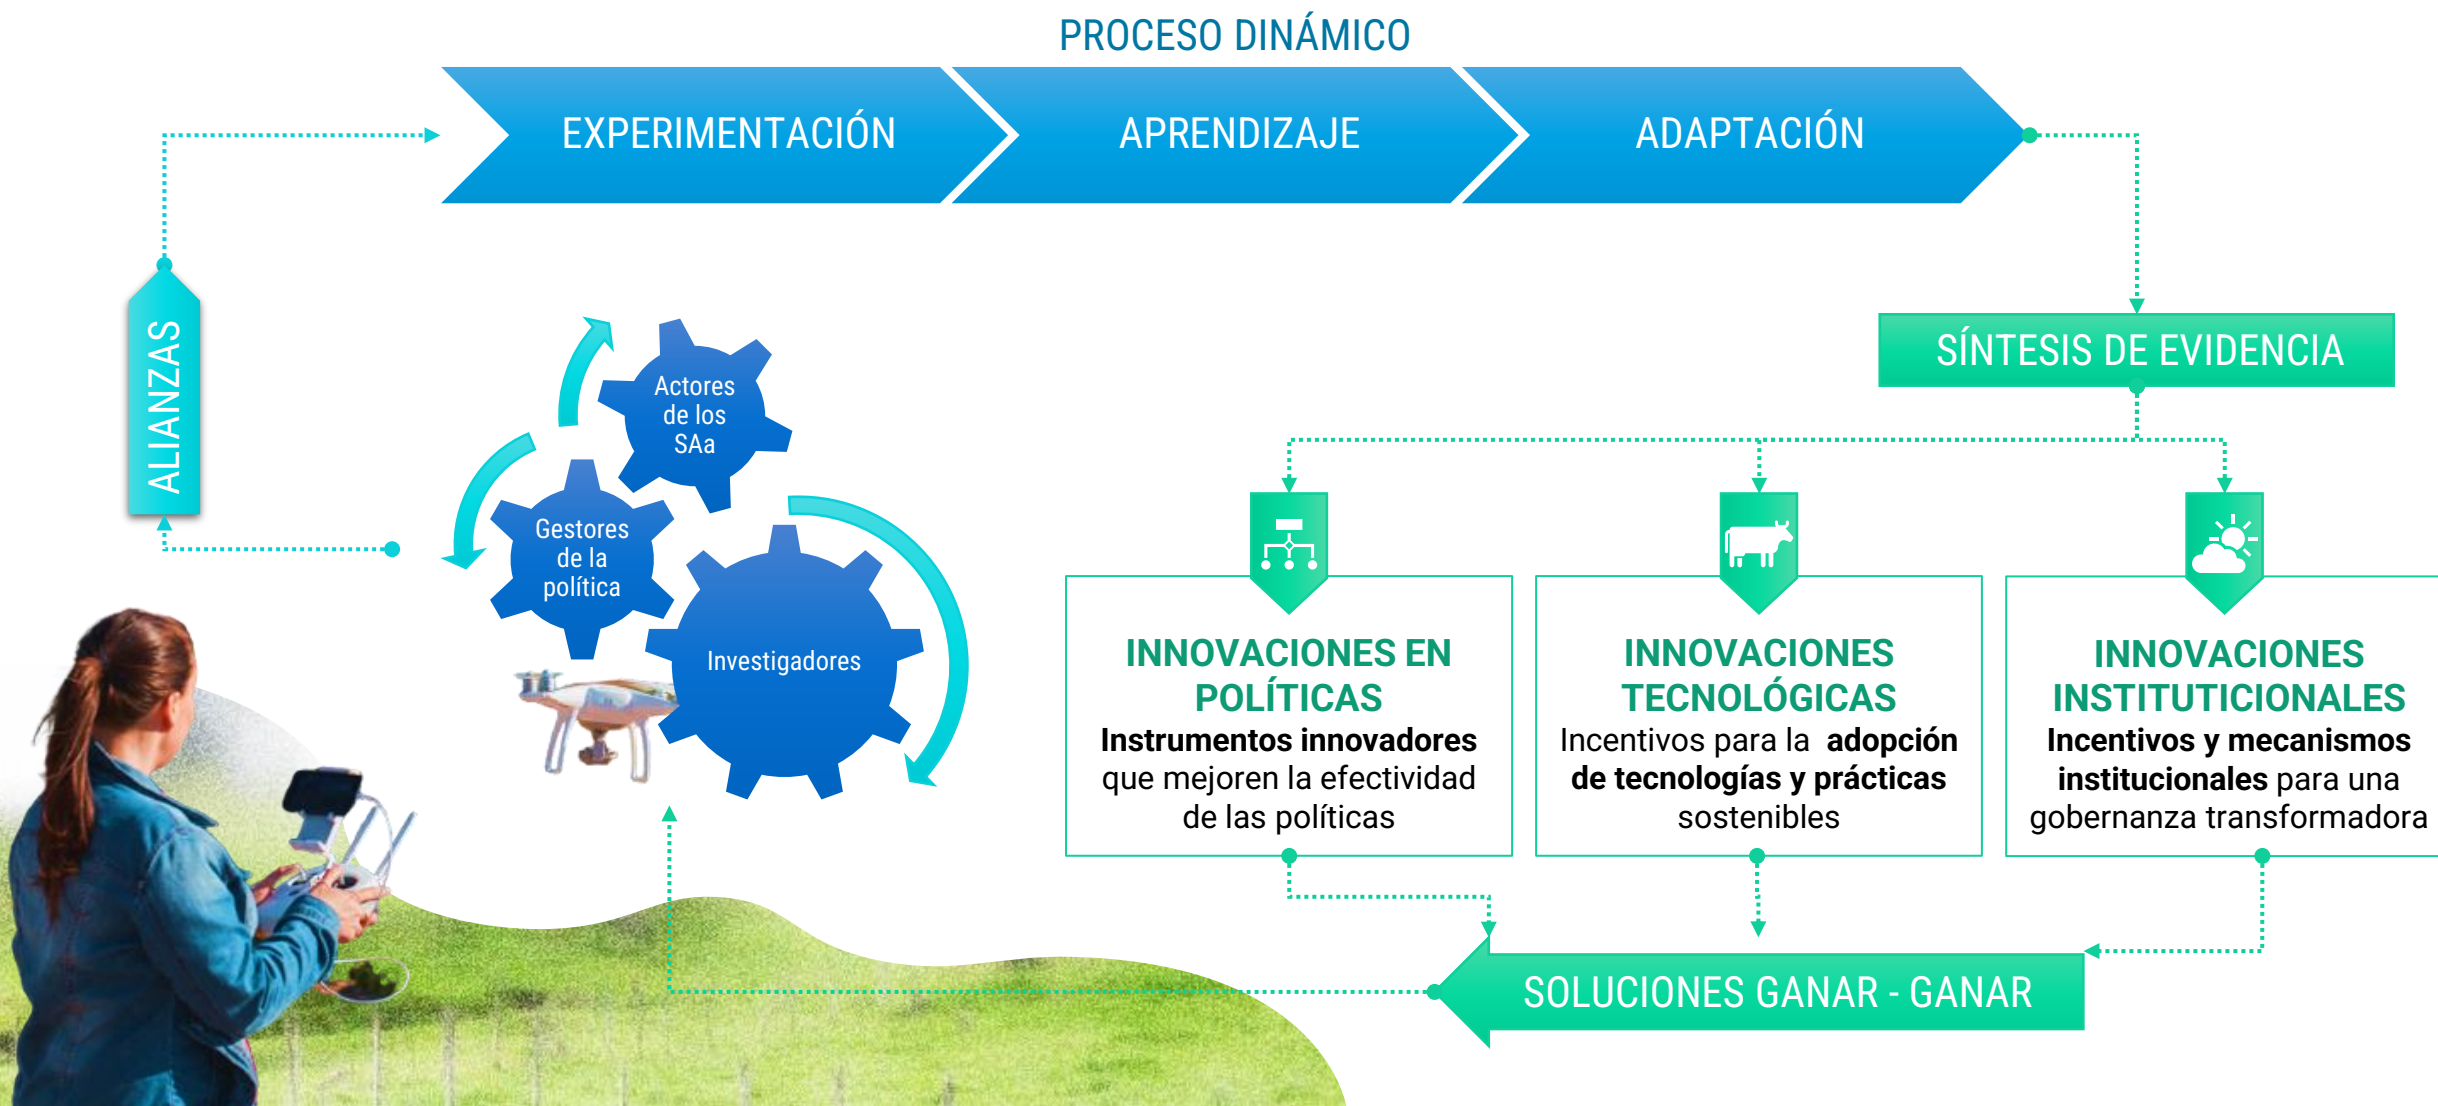 PROCESO DINÁMICO
EXPERIMENTACIÓN
APRENDIZAJE
ADAPTACIÓN
ALIANZAS
Actores
de los
SAa
Gestores
de la
política
Investigadores
SÍNTESIS DE EVIDENCIA
INNOVACIONES EN
POLÍTICAS
Instrumentos innovadores
que mejoren la efectividad
de las políticas
INNOVACIONES
TECNOLÓGICAS
Incentivos para la adopción
de tecnologías y prácticas
sostenibles
INNOVACIONES
INSTITUTICIONALES
Incentivos y mecanismos
institucionales para una
gobernanza transformadora
SOLUCIONES GANAR - GANAR